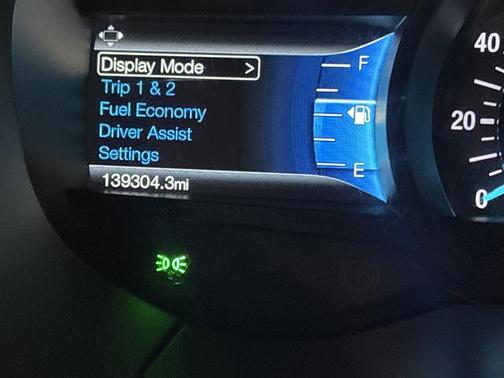 Display Mode >
Trip 1 & 2
Fuel Economy
Driver Assist
Settings
139304.3mi
F
E
40
20
0